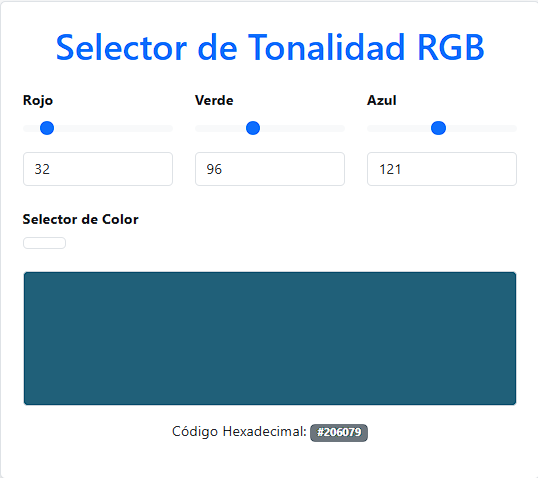 Selector de Tonalidad RGB
Rojo Verde Azul
32 96 121
Selector de Color
Código Hexadecimal: #206079